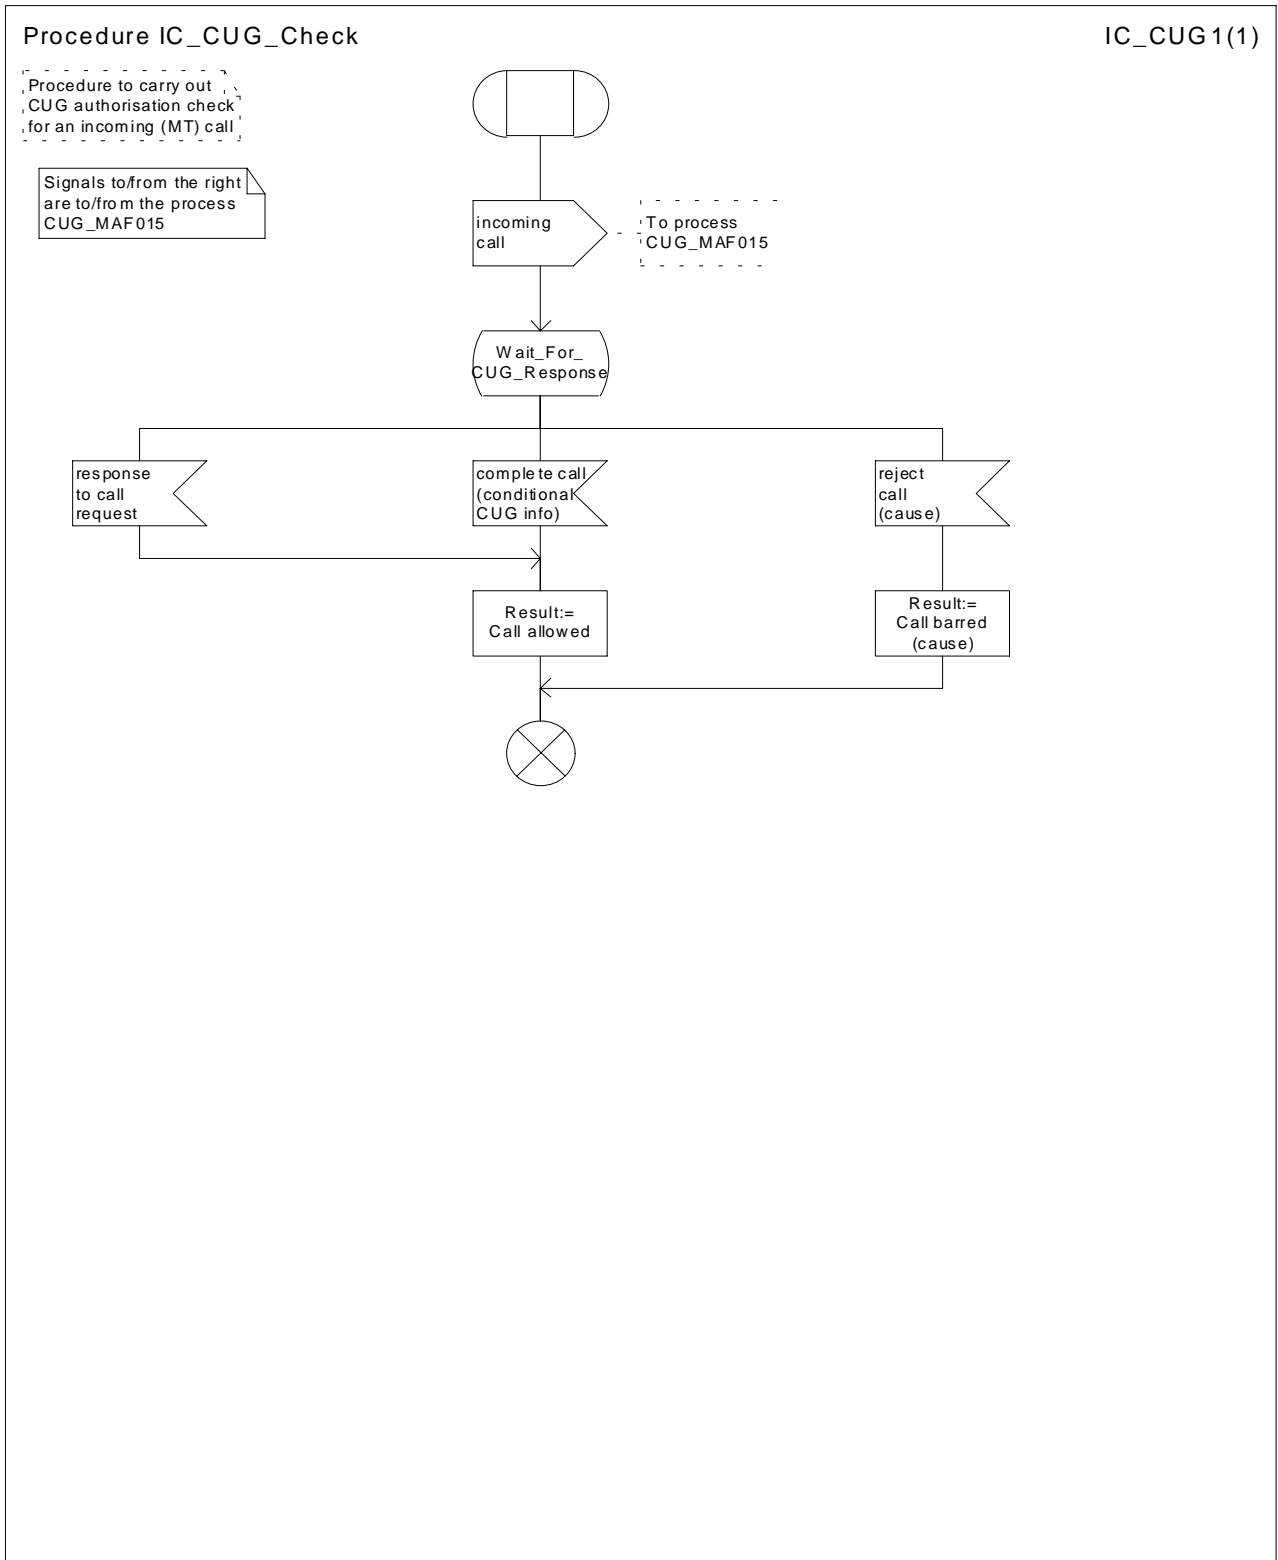 Procedure IC_CUG_Check
IC_CUG1(1)
Procedure to carry out
CUG authorisation check
for an incoming (MT) call
Signals to/from the right
are to/from the process
CUG_MAF015
incoming
call
To process
CUG_MAF015
Wait_For_
CUG_Response
response
to call
request
complete call
(conditional
CUG info)
reject
call
(cause)
Result:=
Call allowed
Result:=
Call barred
(cause)